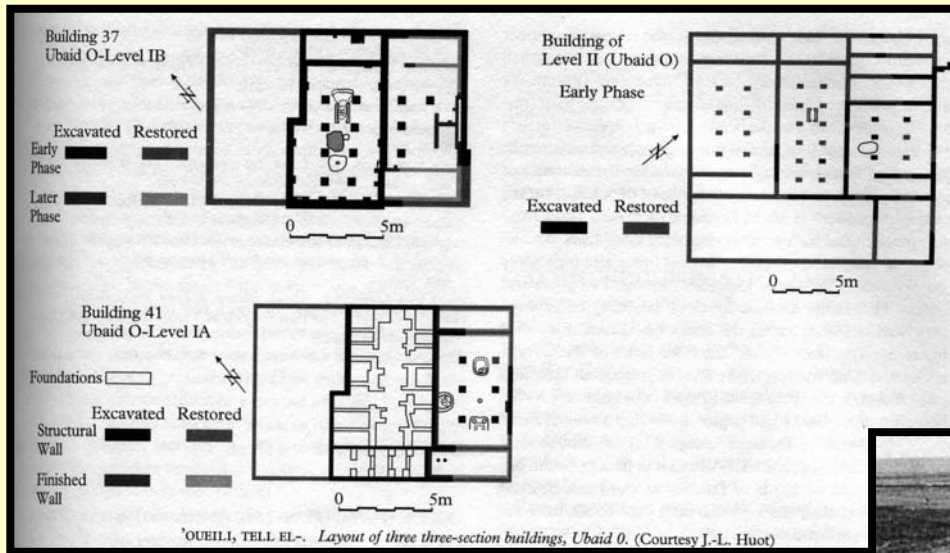 Building 37
Ubaid O-Level IB
Excavated Restored
Early
Phase
Later
Phase
0 5m
Building of
Level II (Ubaid O)
Early Phase
Excavated Restored
0 5m
Building 41
Ubaid O-Level IA
Foundations
Excavated Restored
Structural
Wall
Finished
Wall
0 5m
'OUEILI, TELL EL-. Layout of three three-section buildings, Ubaid 0. (Courtesy J.-L. Huot)